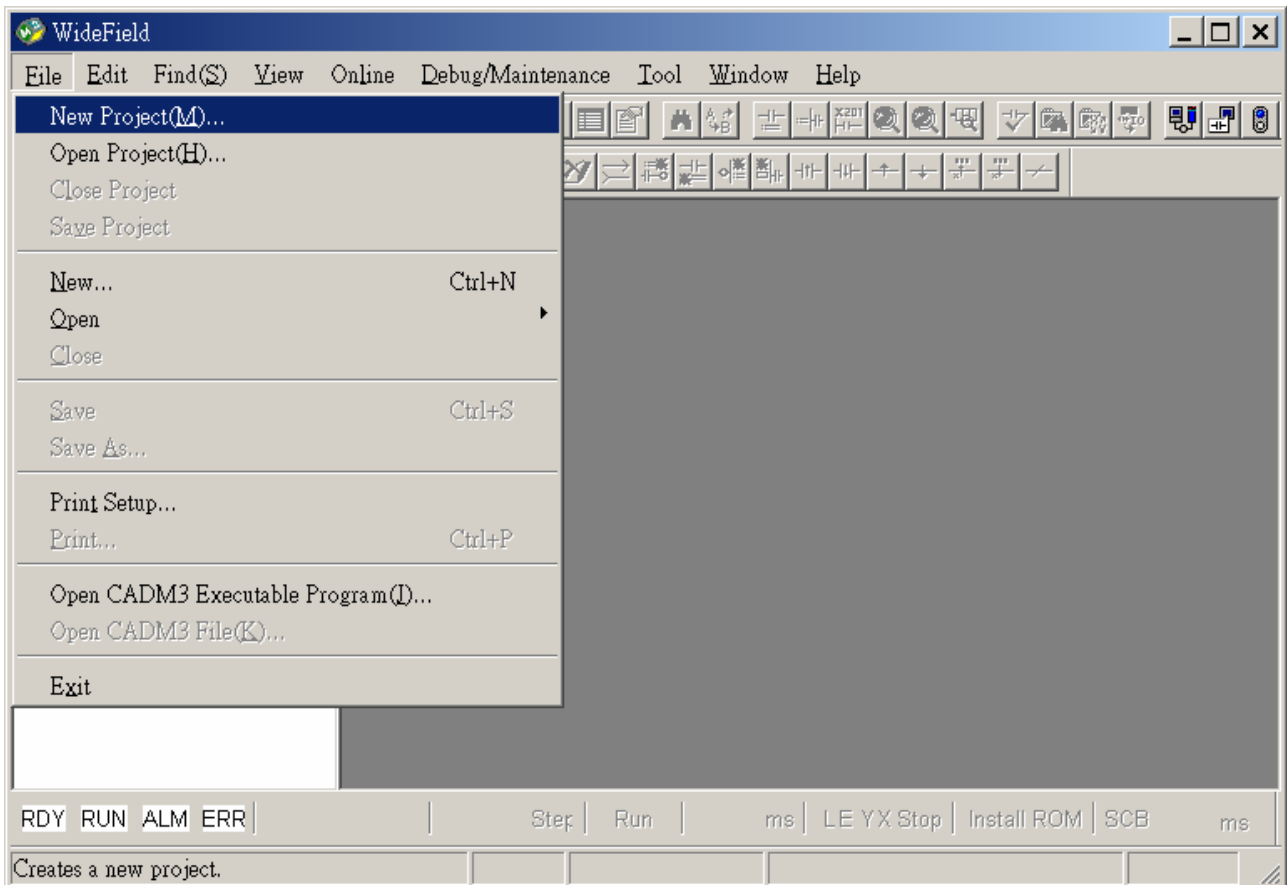 WideField
File Edit Find(S) View Online Debug/Maintenance Tool Window Help
New Project(M)...
Open Project(H)...
Close Project
Save Project
New... Ctrl+N
Open
Close
Save Ctrl+S
Save As...
Print Setup...
Print... Ctrl+P
Open CADM3 Executable Program(J)...
Open CADM3 File(K)...
Exit
RDY RUN ALM ERR Step Run ms LE YX Stop Install ROM SCB ms
Creates a new project.